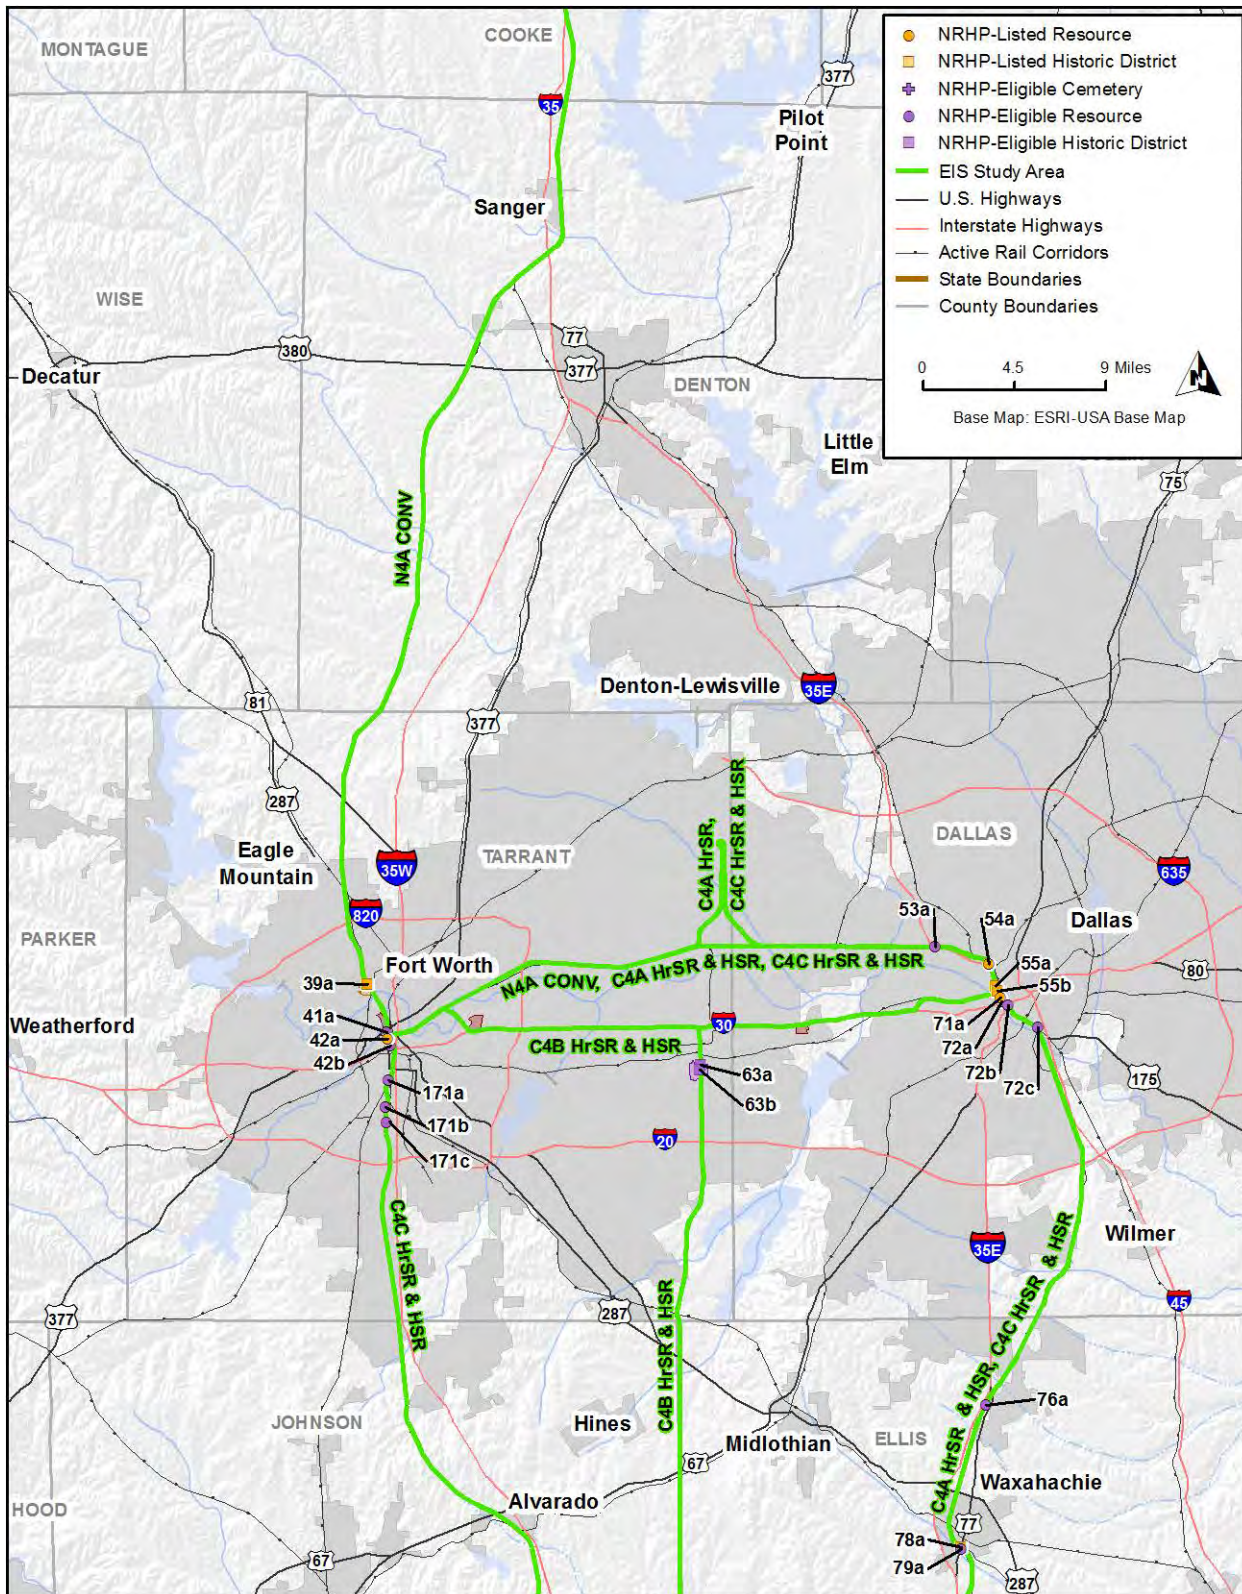 MONTAGUE
COOKE
35
377
Pilot
Point
NRHP-Listed Resource
NRHP-Listed Historic District
NRHP-Eligible Cemetery
NRHP-Eligible Resource
NRHP-Eligible Historic District
EIS Study Area
U.S. Highways
Interstate Highways
Active Rail Corridors
State Boundaries
County Boundaries
0 4.5 9 Miles
N
Base Map: ESRI-USA Base Map
Sanger
WISE
380
77
377
Decatur
DENTON
Little
Elm
75
N4A CONV
Denton-Lewisville
35E
81
377
287
Eagle
Mountain
35W
TARRANT
C4A HrSR,
C4C HrSR & HSR
DALLAS
635
820
53a
54a
Dallas
PARKER
Fort Worth
39a
N4A CONV, C4A HrSR & HSR, C4C HrSR & HSR
55a
55b
80
Weatherford
41a
42a
42b
30
C4B HrSR & HSR
71a
72a
72b
72c
175
63a
63b
171a
171b
171c
20
C4C HrSR & HSR
C4B HrSR & HSR
35E
Wilmer
45
377
287
C4A HrSR & HSR, C4C HrSR & HSR
76a
JOHNSON
Hines
Midlothian
ELLIS
67
Waxahachie
HOOD
Alvarado
77
78a
79a
67
287